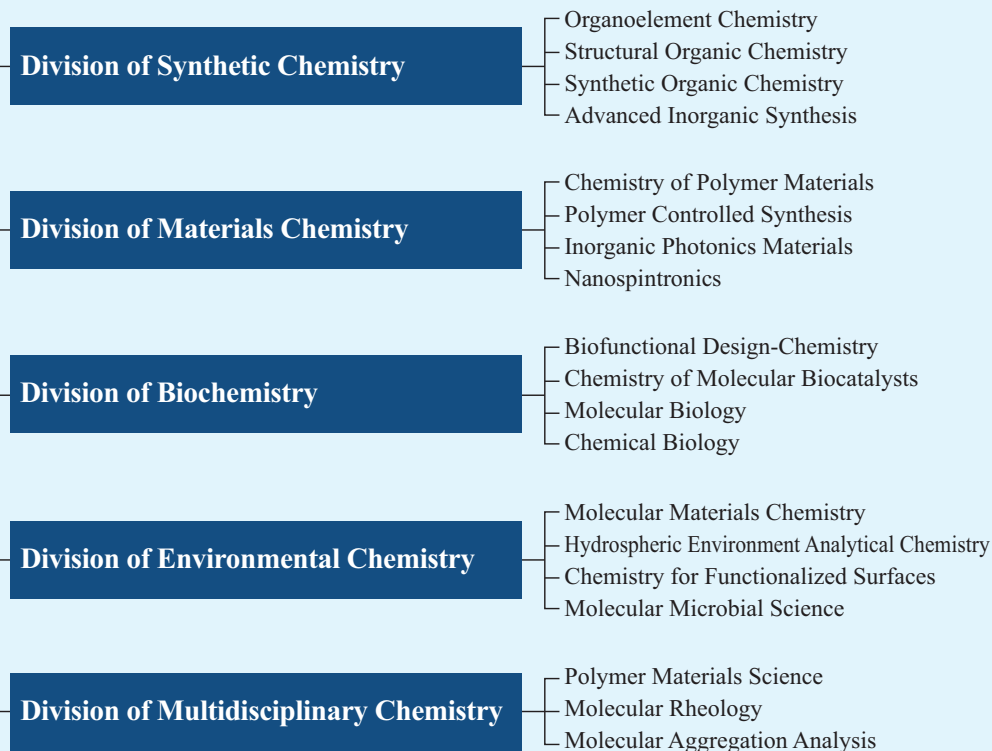 Division of Synthetic Chemistry
Organoelement Chemistry
Structural Organic Chemistry
Synthetic Organic Chemistry
Advanced Inorganic Synthesis
Division of Materials Chemistry
Chemistry of Polymer Materials
Polymer Controlled Synthesis
Inorganic Photonics Materials
Nanospintronics
Division of Biochemistry
Biofunctional Design-Chemistry
Chemistry of Molecular Biocatalysts
Molecular Biology
Chemical Biology
Division of Environmental Chemistry
Molecular Materials Chemistry
Hydrospheric Environment Analytical Chemistry
Chemistry for Functionalized Surfaces
Molecular Microbial Science
Division of Multidisciplinary Chemistry
Polymer Materials Science
Molecular Rheology
Molecular Aggregation Analysis